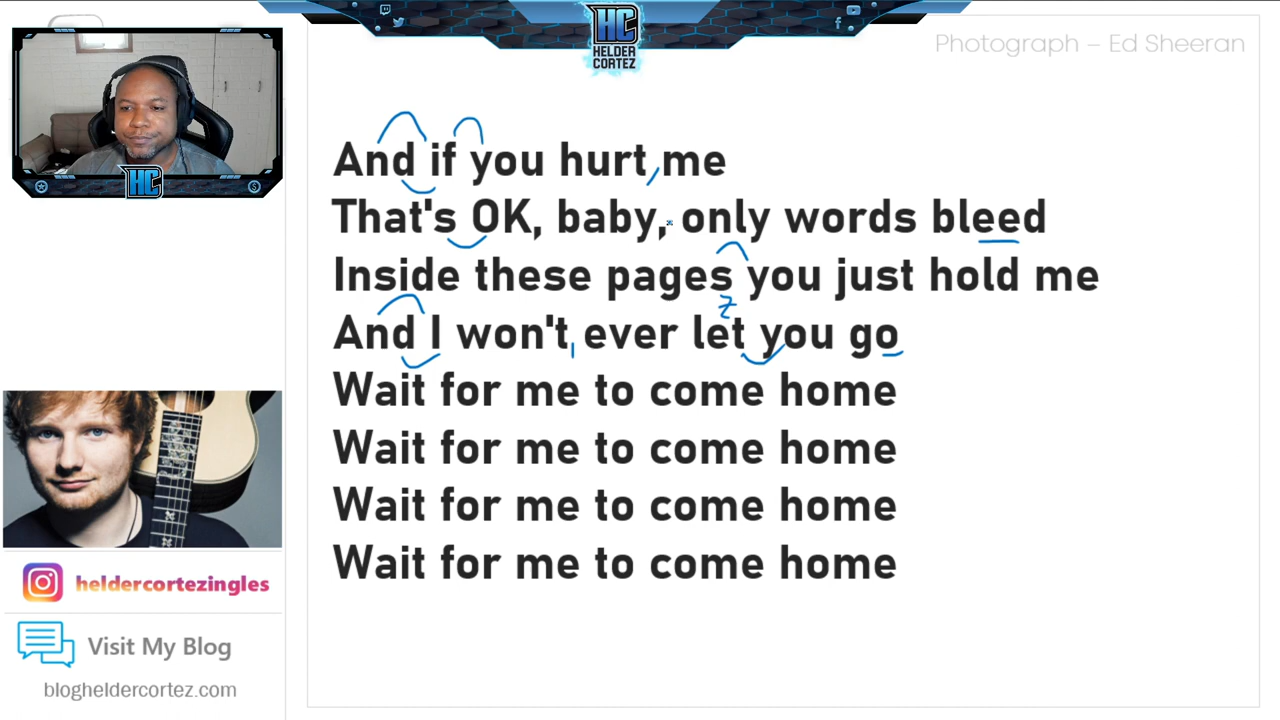 HC
HELDER
CORTEZ
Photograph – Ed Sheeran
HC
And if you hurt me
That's OK, baby, only words bleed
Inside these pages you just hold me
z
And I won't ever let you go
Wait for me to come home
Wait for me to come home
Wait for me to come home
Wait for me to come home
heldercortezingles
Visit My Blog
blogheldercortez.com